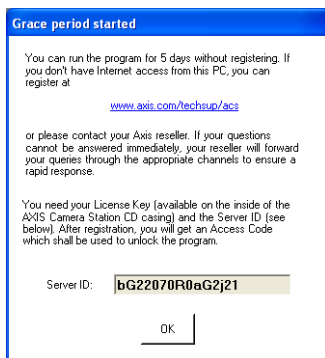 Grace period started
You can run the program for 5 days without registering. If
you don't have Internet access from this PC, you can
register at
www.axis.com/techsup/acs
or please contact your Axis reseller. If your questions
cannot be answered immediately, your reseller will forward
your queries through the appropriate channels to ensure a
rapid response.
You need your License Key (available on the inside of the
AXIS Camera Station CD casing) and the Server ID (see
below). After registration, you will get an Access Code
which shall be used to unlock the program.
Server ID: bG22070R0aG2j21
OK